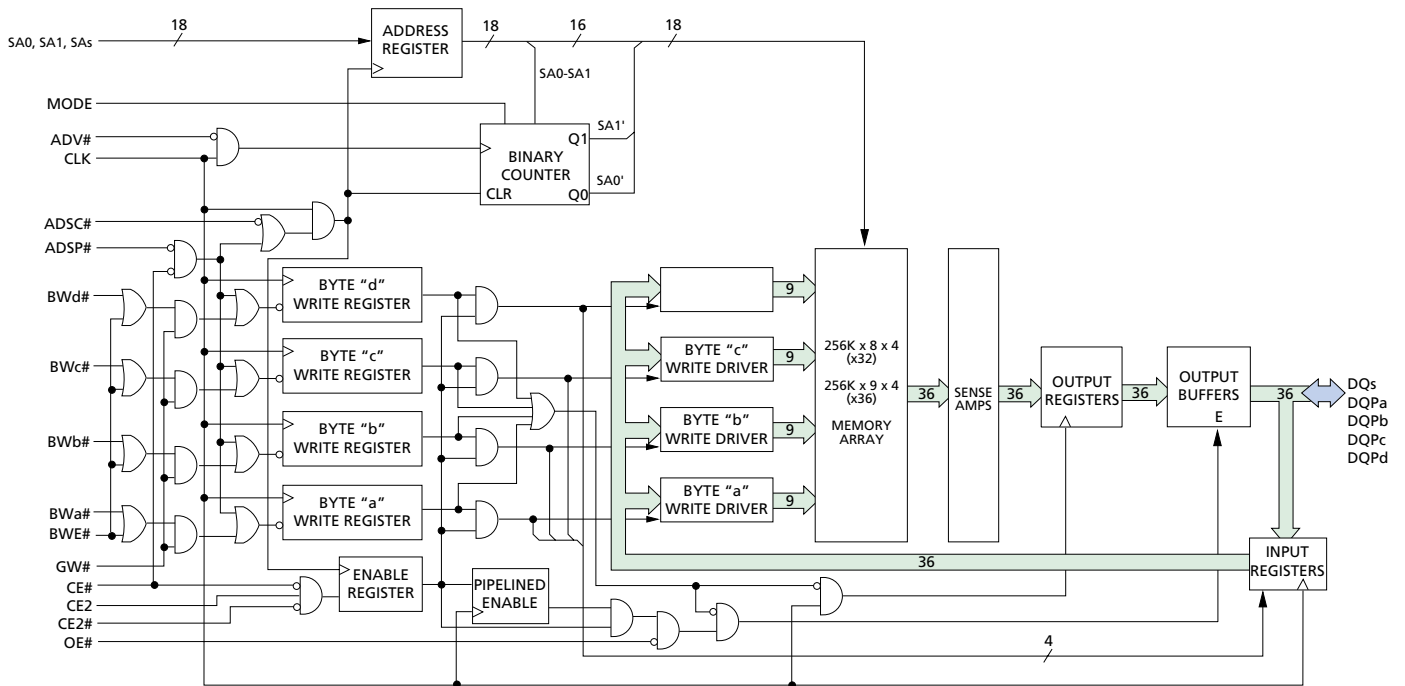 18
SA0, SA1, SAs
ADDRESS
REGISTER
18
16
18
SA0-SA1
MODE
ADV#
CLK
BINARY
COUNTER
CLR
Q1
Q0
SA1'
SA0'
ADSC#
ADSP#
BWd#
BYTE “d”
WRITE REGISTER
9
BWc#
BYTE “c”
WRITE REGISTER
BYTE “c”
WRITE DRIVER
9
BWb#
BYTE “b”
WRITE REGISTER
BYTE “b”
WRITE DRIVER
9
BWa#
BWE#
BYTE “a”
WRITE REGISTER
BYTE “a”
WRITE DRIVER
9
256K x 8 x 4
(x32)
256K x 9 x 4
(x36)
MEMORY
ARRAY
36
SENSE
AMPS
36
OUTPUT
REGISTERS
36
OUTPUT
BUFFERS
E
36
DQs
DQPa
DQPb
DQPc
DQPd
GW#
CE#
CE2
CE2#
OE#
ENABLE
REGISTER
PIPELINED
ENABLE
36
INPUT
REGISTERS
4